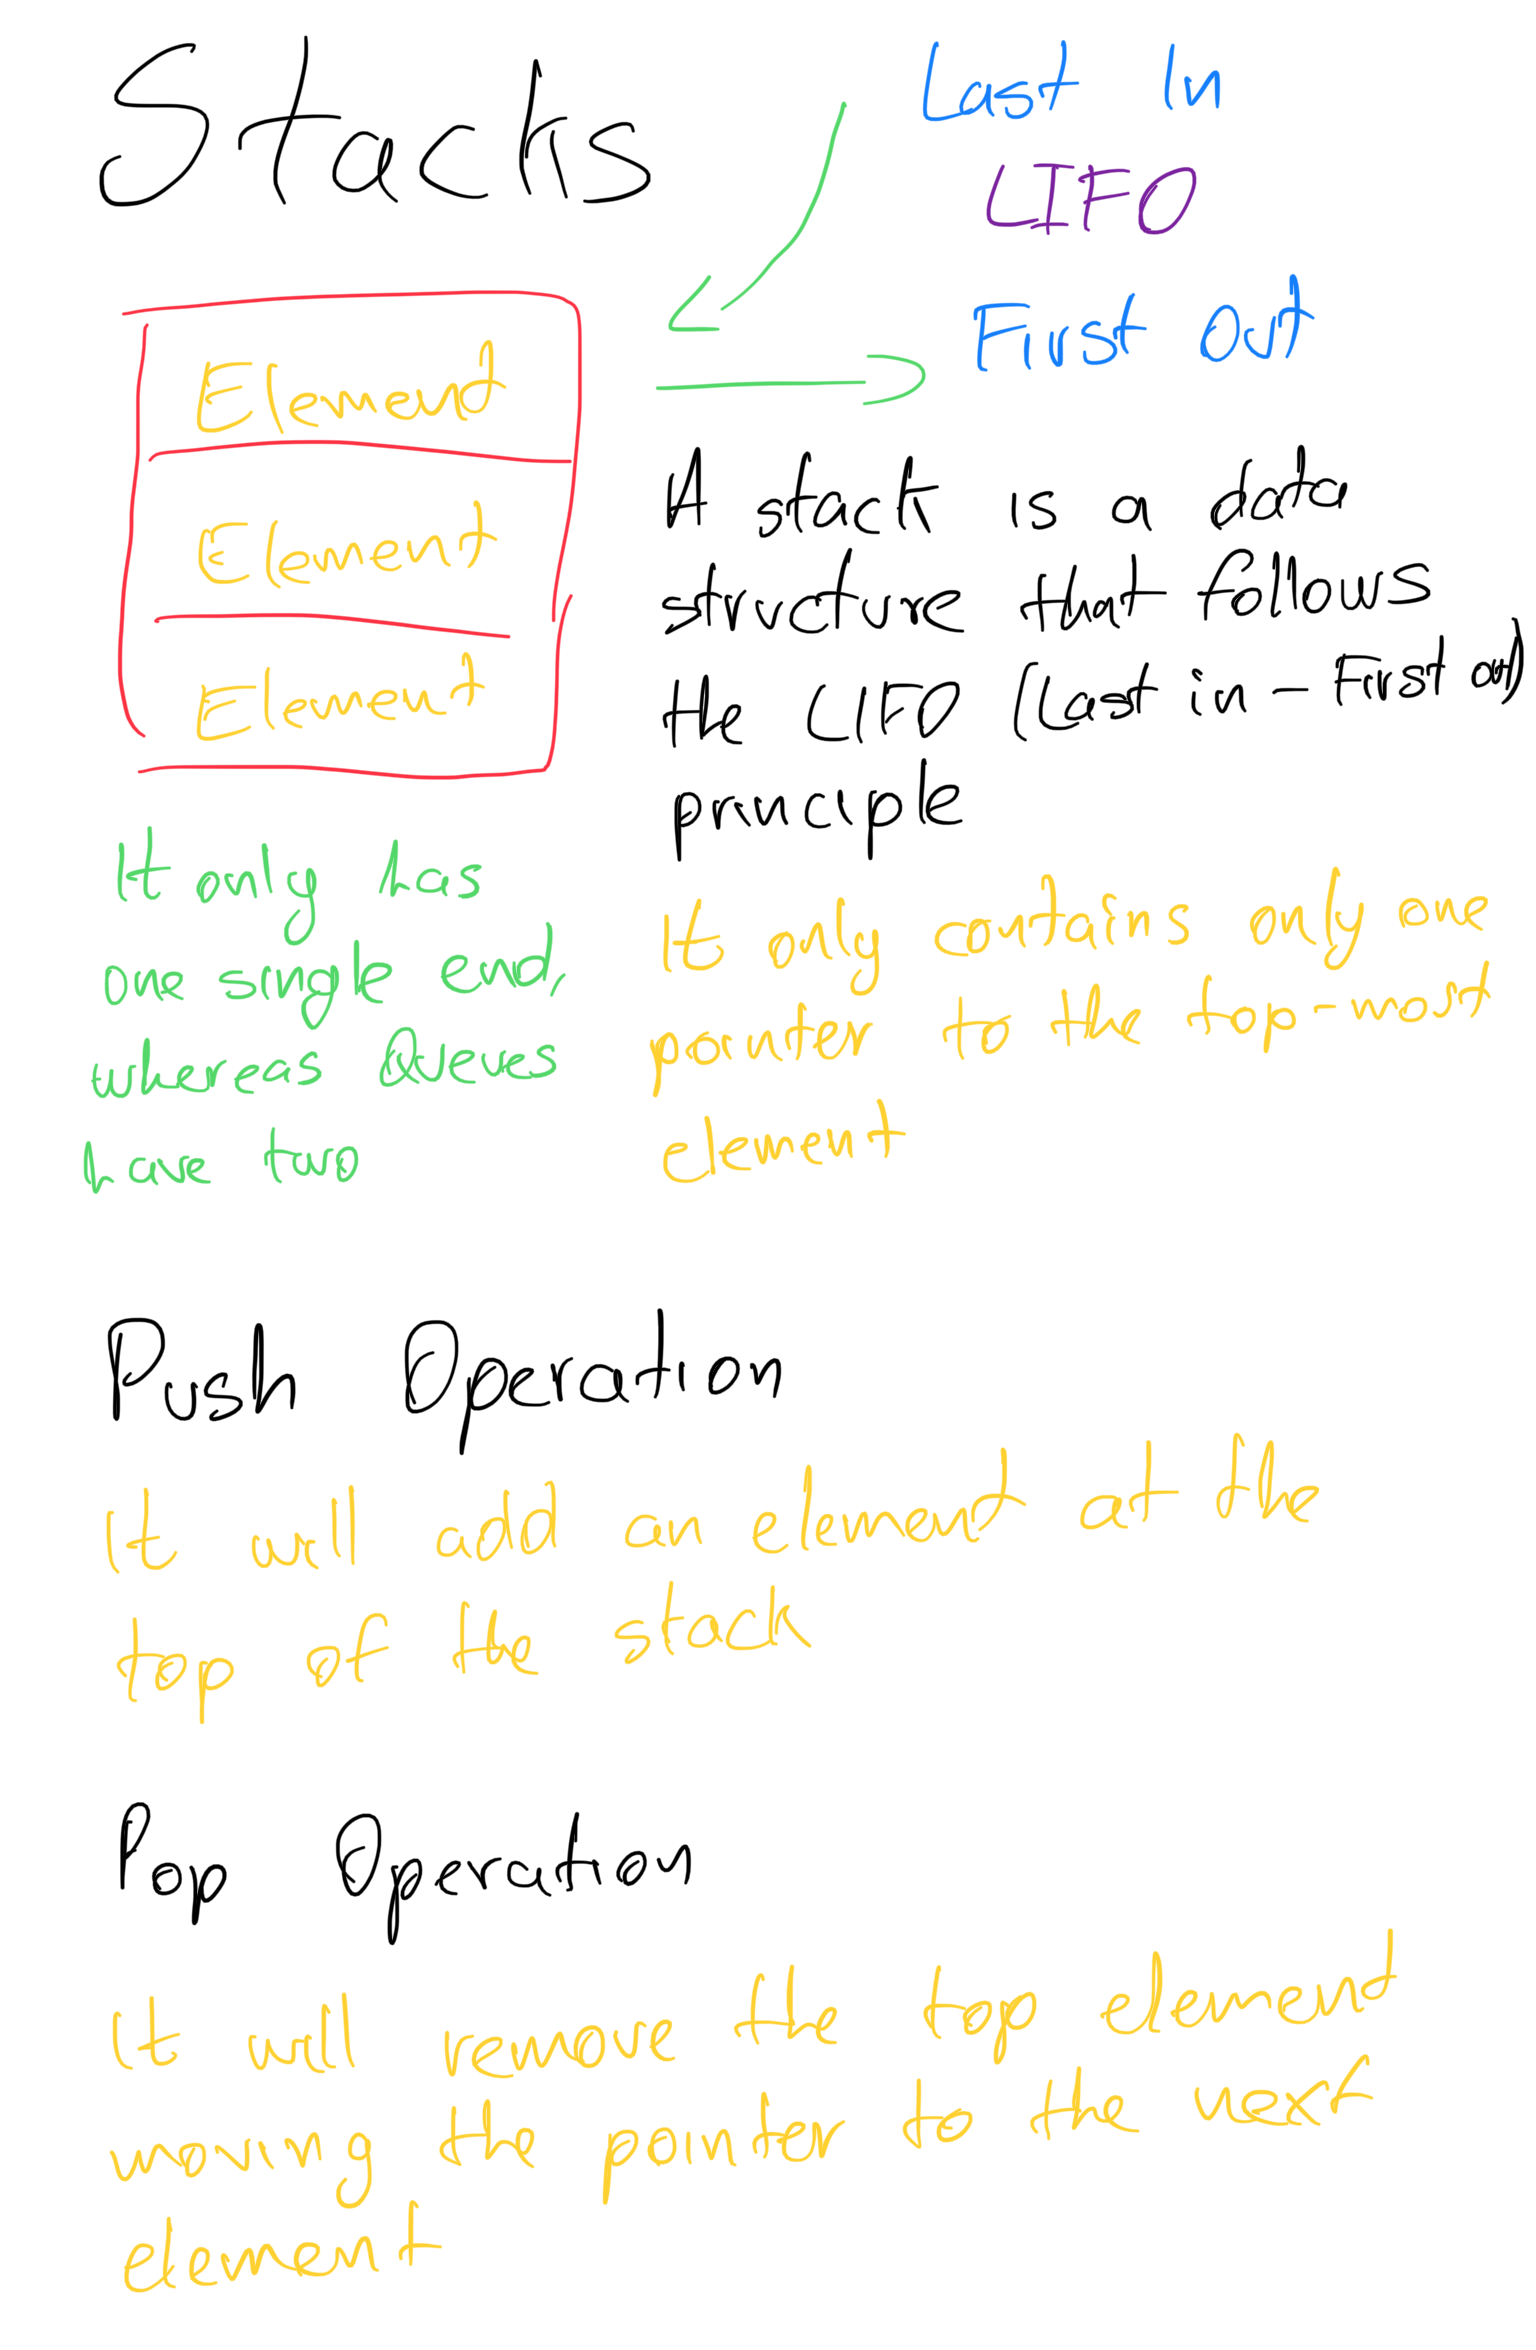 Stacks
Last In
LIFO
First Out
Element
Element
Element
A stack is a data
structure that follows
the LIFO (Last in - First out)
principle
It only has
one single end,
whereas Queues
have two
It only contains only one
pointer to the top-most
element
Push Operation
It will add an element at the
top of the stack
Pop Operation
It will remove the top element
moving the pointer to the next
element